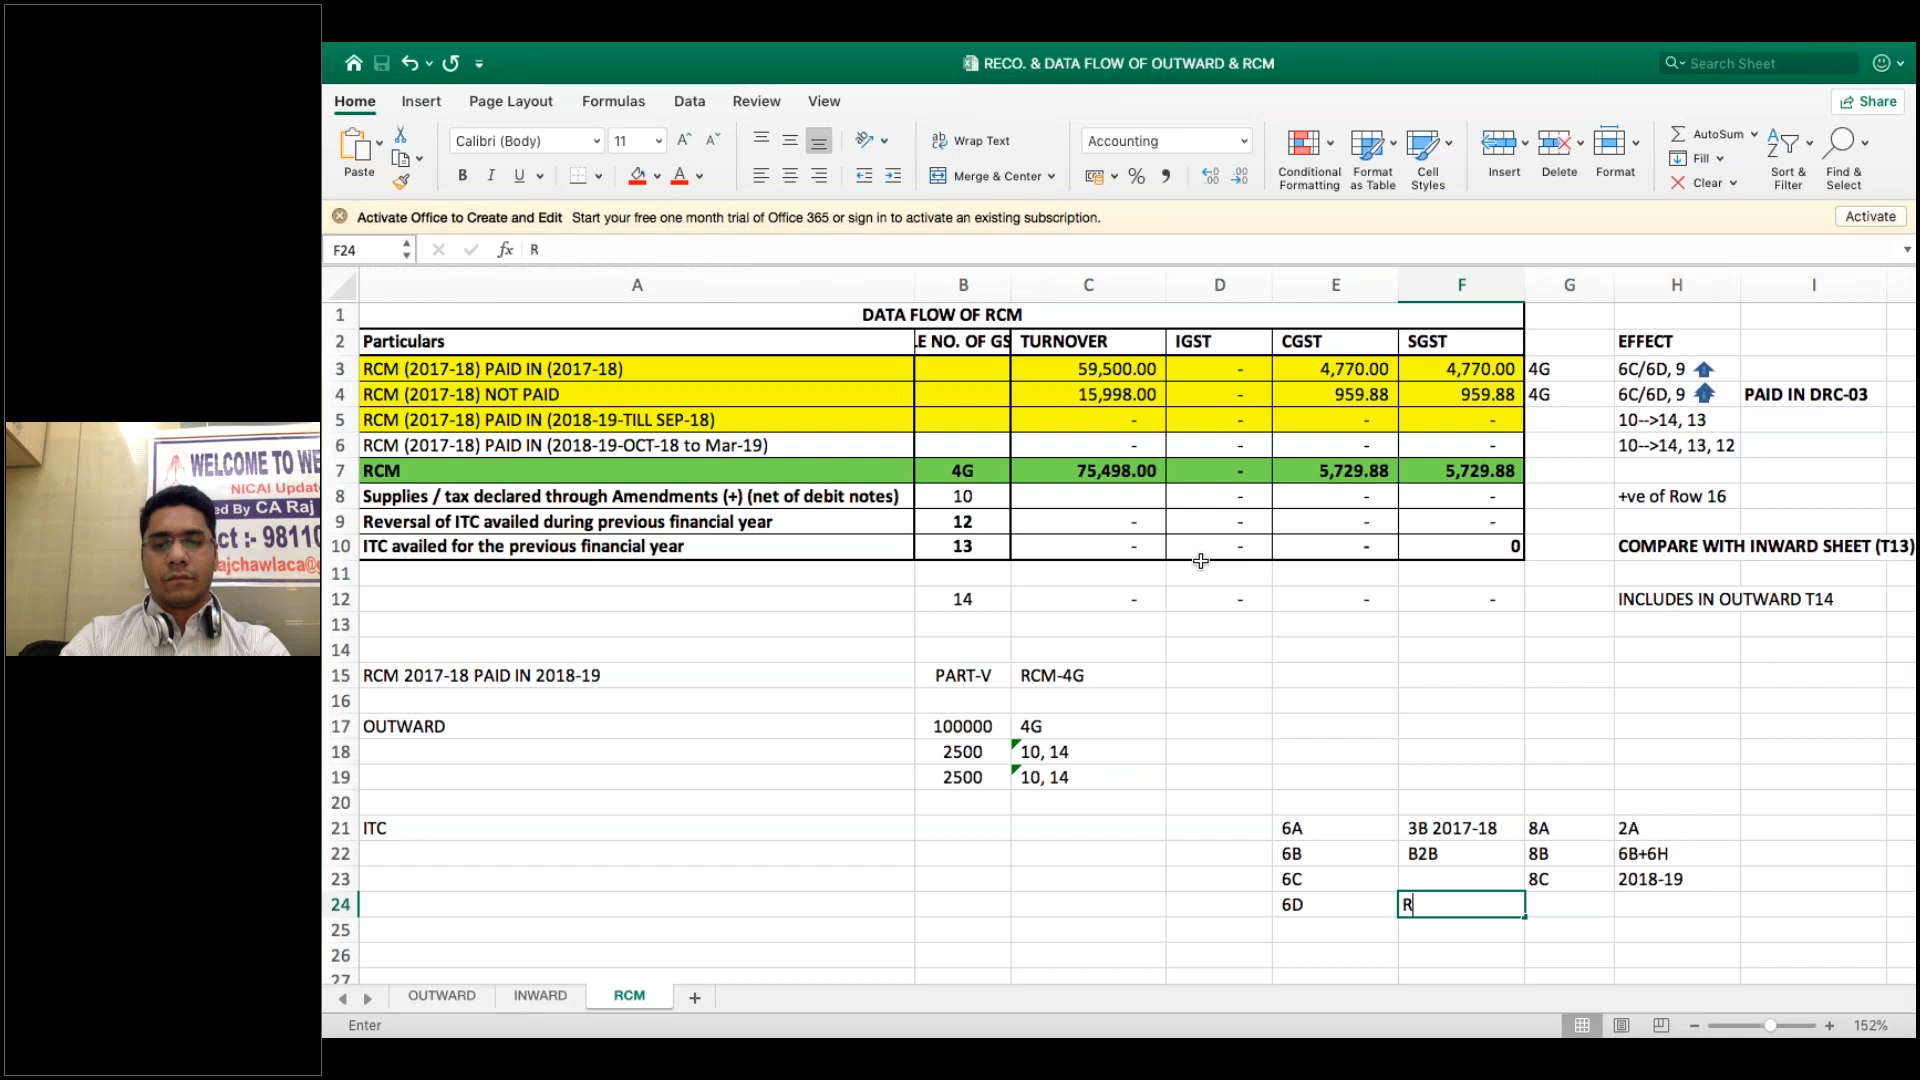 RECO. & DATA FLOW OF OUTWARD & RCM
Search Sheet
Home Insert Page Layout Formulas Data Review View
Share
Paste
Calibri (Body) 11
Wrap Text
Merge & Center
Accounting
Conditional Formatting
Format as Table
Cell Styles
Insert Delete Format
AutoSum
Fill
Clear
Sort & Filter
Find & Select
Activate Office to Create and Edit Start your free one month trial of Office 365 or sign in to activate an existing subscription.
Activate
F24 fx R
A B C D E F G H I
1 DATA FLOW OF RCM
2 Particulars .E NO. OF GS TURNOVER IGST CGST SGST EFFECT
3 RCM (2017-18) PAID IN (2017-18) 59,500.00 - 4,770.00 4,770.00 4G 6C/6D, 9
4 RCM (2017-18) NOT PAID 15,998.00 - 959.88 959.88 4G 6C/6D, 9 PAID IN DRC-03
5 RCM (2017-18) PAID IN (2018-19-TILL SEP-18) - - - - 10-->14, 13
6 RCM (2017-18) PAID IN (2018-19-OCT-18 to Mar-19) - - - - 10-->14, 13, 12
7 RCM 4G 75,498.00 - 5,729.88 5,729.88
8 Supplies / tax declared through Amendments (+) (net of debit notes) 10 - - - +ve of Row 16
9 Reversal of ITC availed during previous financial year 12 - - - -
10 ITC availed for the previous financial year 13 - - - 0 COMPARE WITH INWARD SHEET (T13)
11
12 14 - - - - INCLUDES IN OUTWARD T14
13
14
15 RCM 2017-18 PAID IN 2018-19 PART-V RCM-4G
16
17 OUTWARD 100000 4G
18 2500 10, 14
19 2500 10, 14
20
21 ITC 6A 3B 2017-18 8A 2A
22 6B B2B 8B 6B+6H
23 6C 8C 2018-19
24 6D R
25
26
27
OUTWARD INWARD RCM +
Enter 152%
WELCOME TO WE
NICAI Updat
ed By CA Raj
ct :- 98110
ajchawlaca@